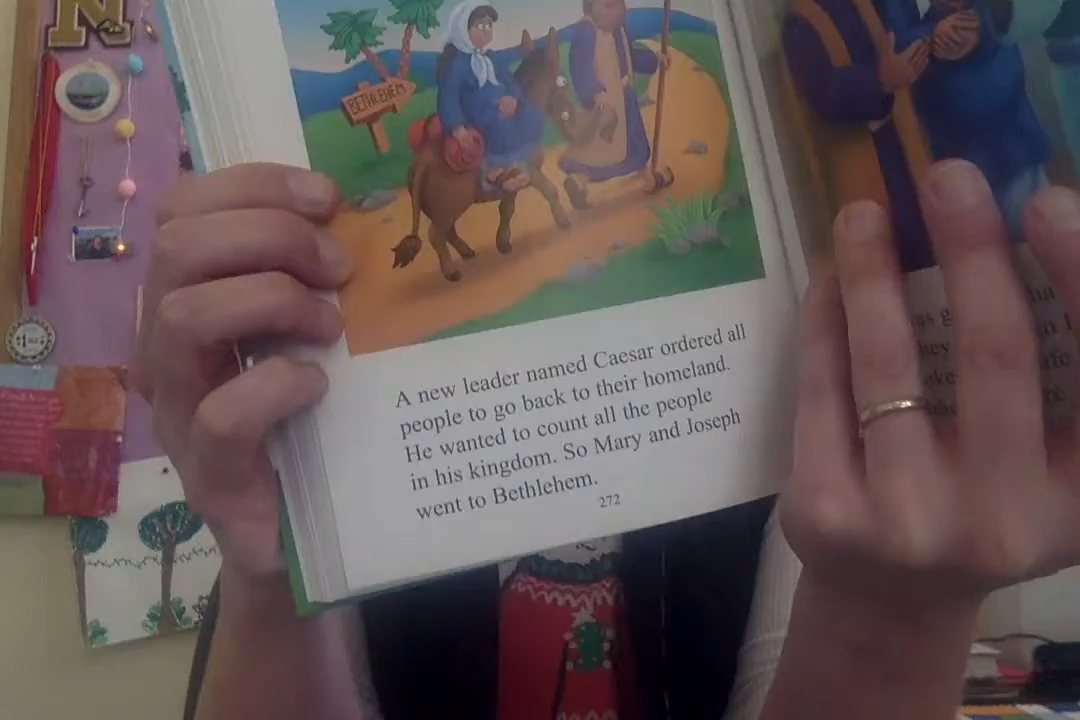 N
BETHLEHEM
#1
A new leader named Caesar ordered all
people to go back to their homeland.
He wanted to count all the people
in his kingdom. So Mary and Joseph
went to Bethlehem.
272